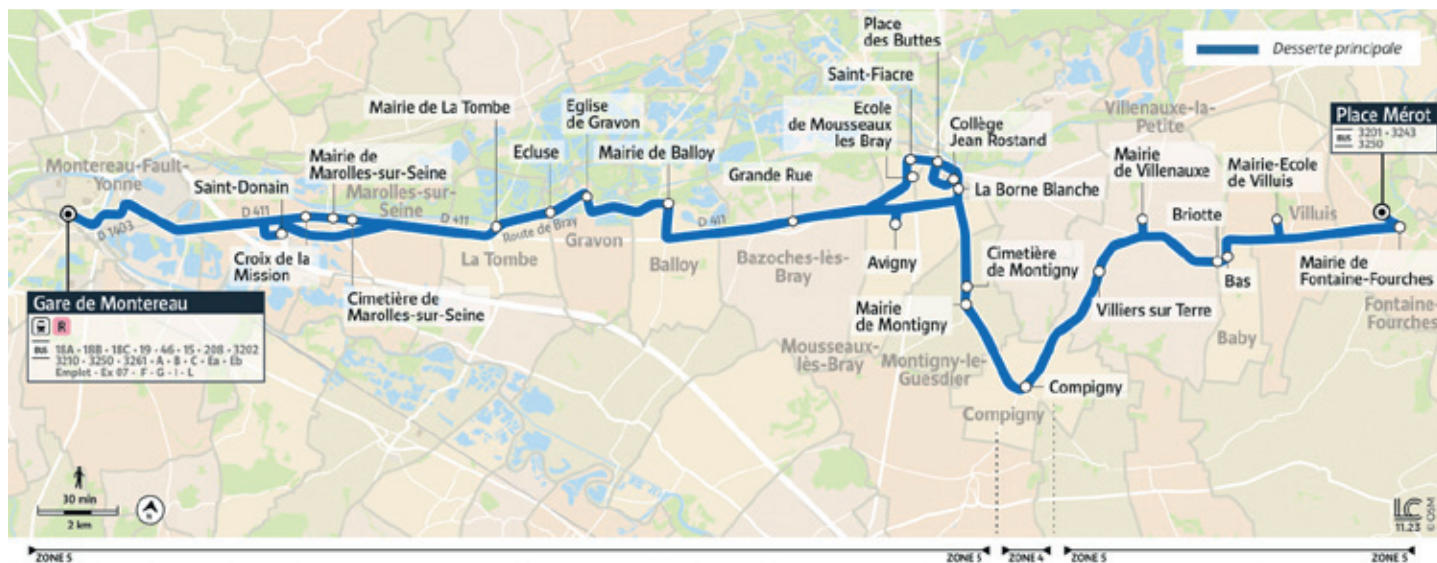 Place
des Buttes
Desserte principale
Saint-Fiacre
Mairie de La Tombe
Eglise
de Gravon
Ecole
de Mousseaux
les Bray
Collège
Jean Rostand
Villenauxe-la-
Petite
Place Mérot
BUS 3201 - 3243
3250
Montereau-Fault-
Yonne
Saint-Donain
Mairie de
Marolles-sur-Seine
Marolles-sur-
Seine
Ecluse
Mairie de Balloy
Grande Rue
La Borne Blanche
Mairie
de Villenauxe
Mairie-Ecole
de Villuis
Briotte
Villuis
D 1403
D 411
D 411
Route de Bray
D 411
Croix de la
Mission
La Tombe
Gravon
Balloy
Bazoches-lès-
Bray
Avigny
Cimetière
de Montigny
Bas
Mairie de
Fontaine-Fourches
Gare de Montereau
R
BUS 18A - 18B - 18C - 19 - 46 - 15 - 208 - 3202
3210 - 3250 - 3261 - A - B - C - Ea - Eb
Emplet - Ex 07 - F - G - I - L
Cimetière de
Marolles-sur-Seine
Mairie
de Montigny
Villiers sur Terre
Baby
Fontaine-
Fourches
Mousseaux-
lès-Bray
Montigny-le-
Guesdier
Compigny
Compigny
30 min
2 km
N
LC
11.23
© OSM
ZONE 5
ZONE 5
ZONE 4
ZONE 5
ZONE 5